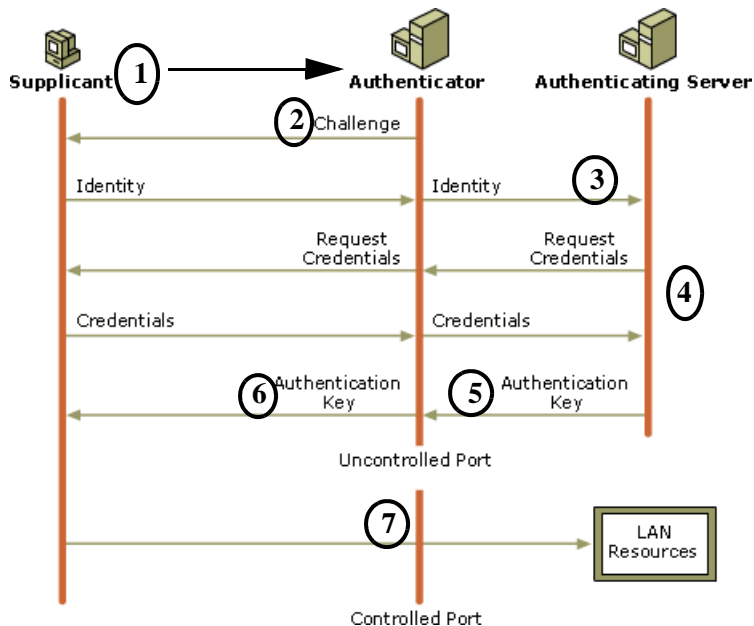 Supplicant
1
Authenticator
Authenticating Server
2
Challenge
Identity
Identity
3
Request
Credentials
Request
Credentials
4
Credentials
Credentials
6
Authentication
Key
5
Authentication
Key
Uncontrolled Port
7
LAN
Resources
Controlled Port